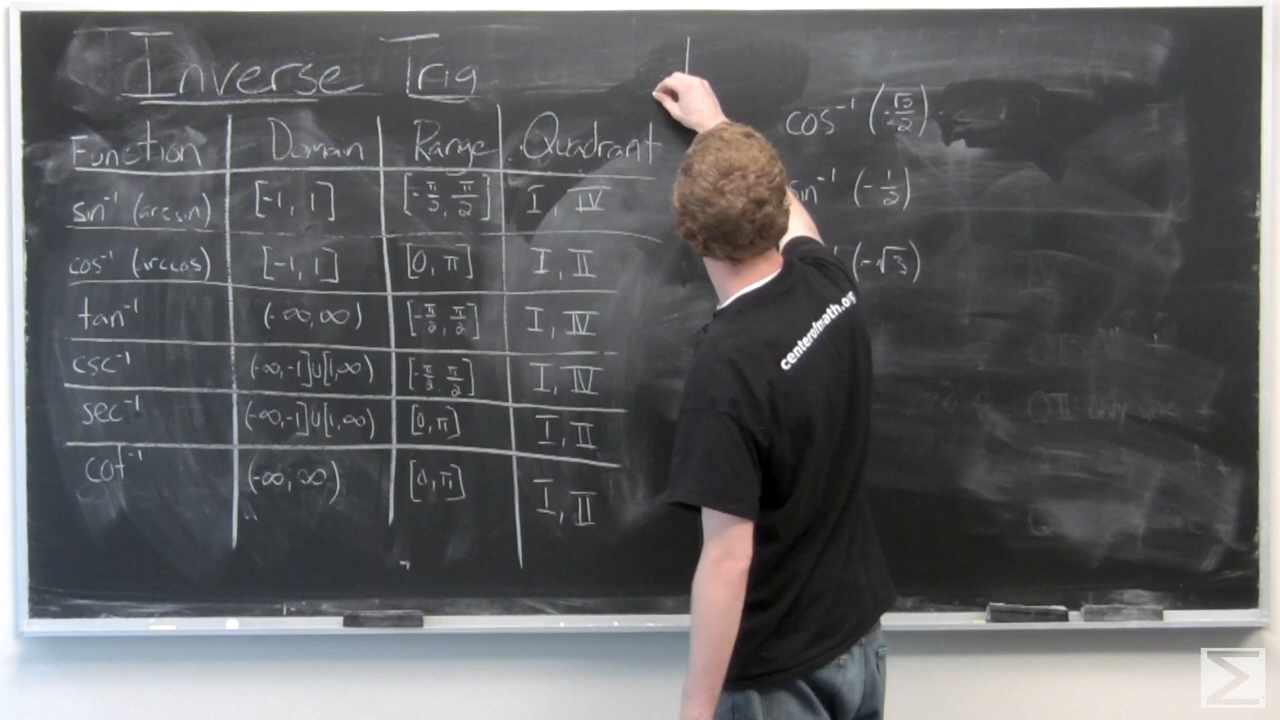 Inverse Trig
Function Domain Range Quadrant
sin⁻¹ (arcsin) [-1, 1] [-π/2, π/2] I, IV
cos⁻¹ (arccos) [-1, 1] [0, π] I, II
tan⁻¹ (-∞, ∞) [-π/2, π/2] I, IV
csc⁻¹ (-∞, -1]∪[1, ∞) [-π/2, π/2] I, IV
sec⁻¹ (-∞, -1]∪[1, ∞) [0, π] I, II
cot⁻¹ (-∞, ∞) [0, π] I, II
cos⁻¹ (-√3/2)
sin⁻¹ (-1/2)
(-√3)
centerofmath.org
Σ